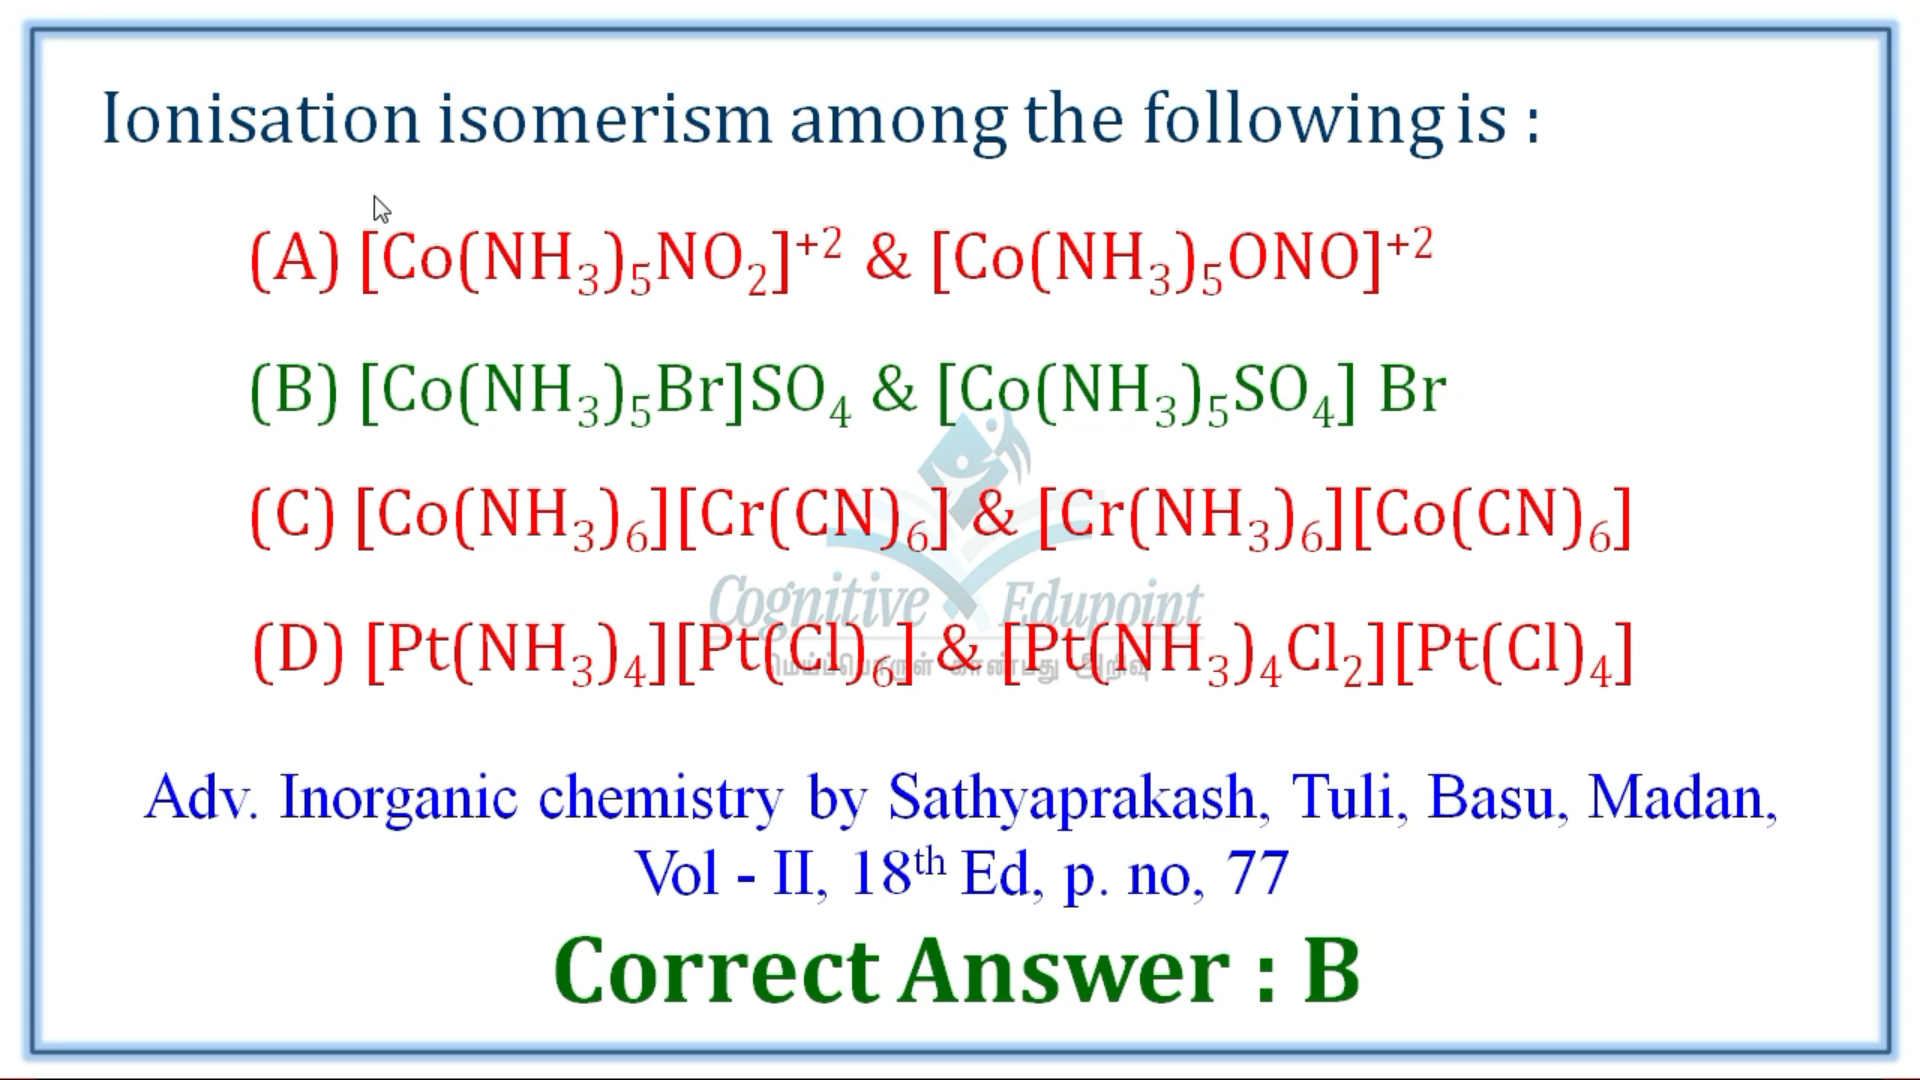 Ionisation isomerism among the following is :
(A) [Co(NH₃)₅NO₂]⁺² & [Co(NH₃)₅ONO]⁺²
(B) [Co(NH₃)₅Br]SO₄ & [Co(NH₃)₅SO₄] Br
(C) [Co(NH₃)₆][Cr(CN)₆] & [Cr(NH₃)₆][Co(CN)₆]
Cognitive Edupoint
(D) [Pt(NH₃)₄][Pt(Cl)₆] & [Pt(NH₃)₄Cl₂][Pt(Cl)₄]
மெய்ப்பொருள் காண்பது அறிவு
Adv. Inorganic chemistry by Sathyaprakash, Tuli, Basu, Madan,
Vol - II, 18th Ed, p. no, 77
Correct Answer : B